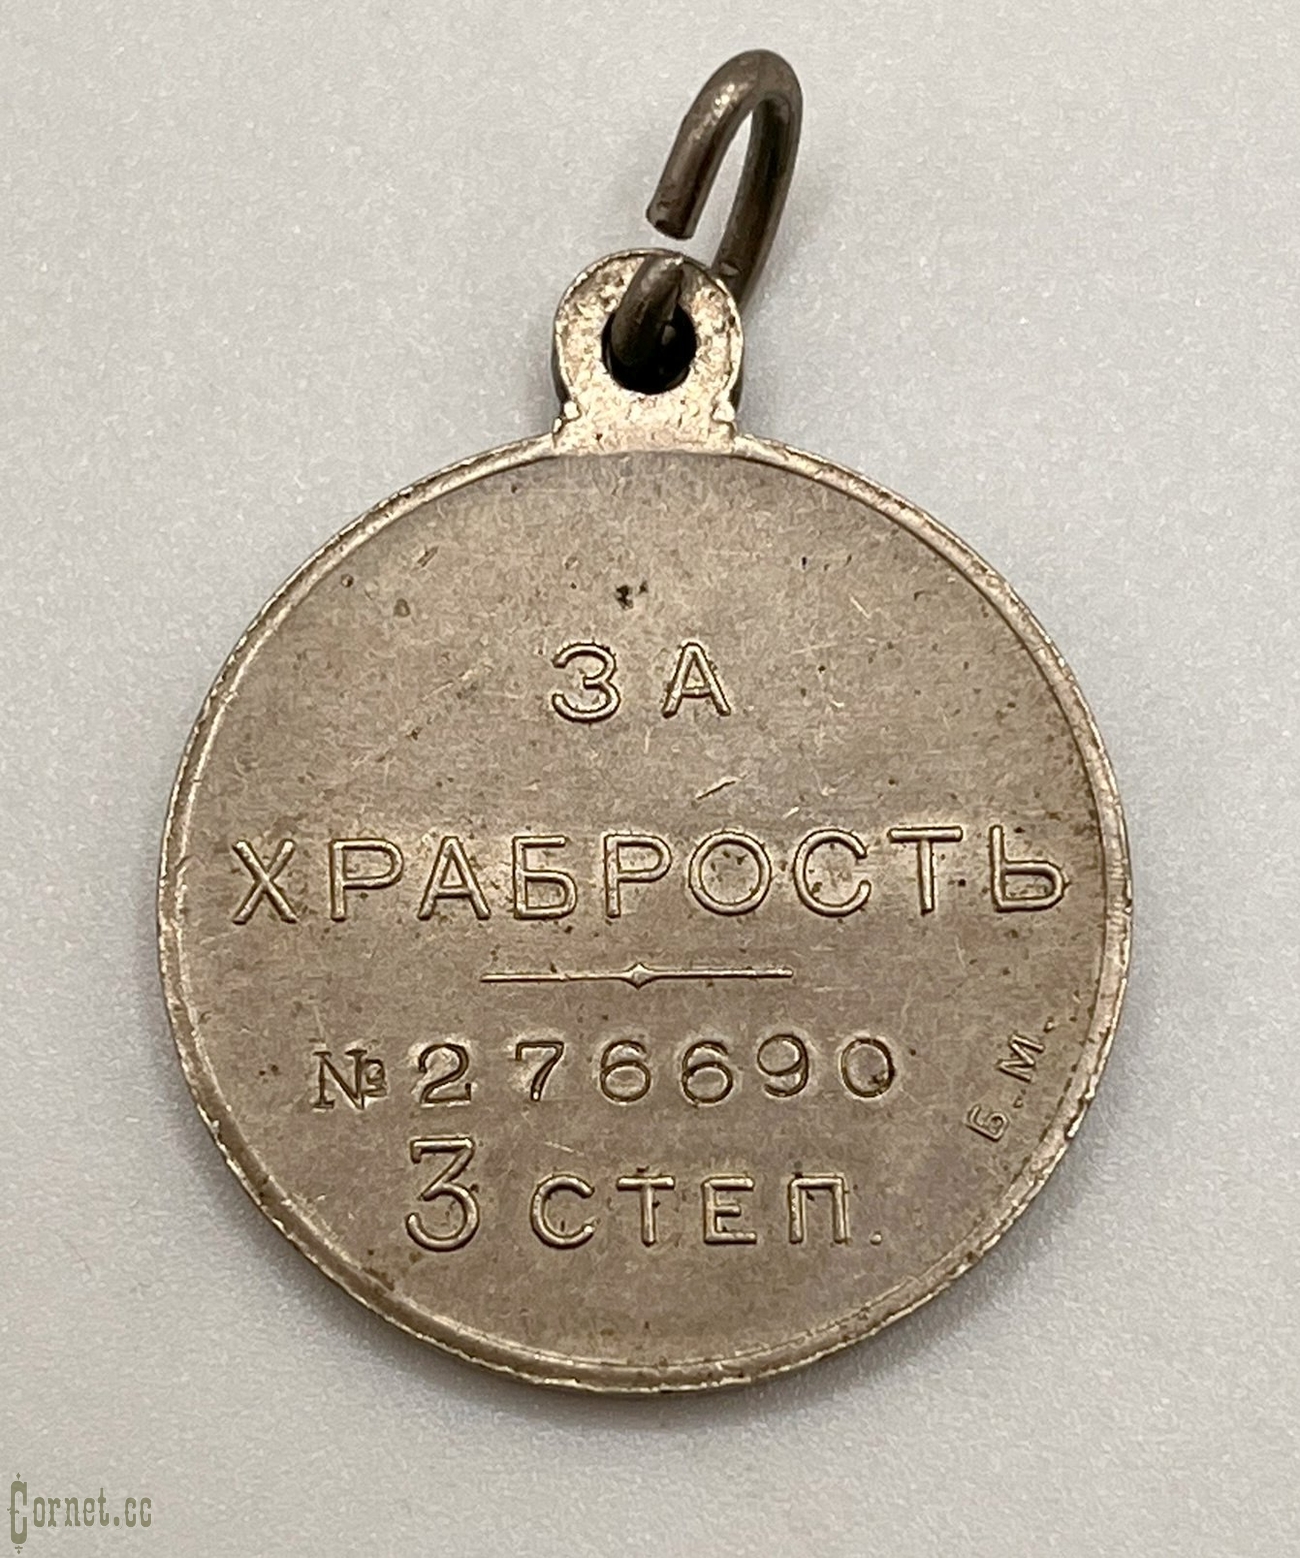 ЗА
ХРАБРОСТЬ
№ 276690
Б. М.
3 СТЕП.
Cornet.cc